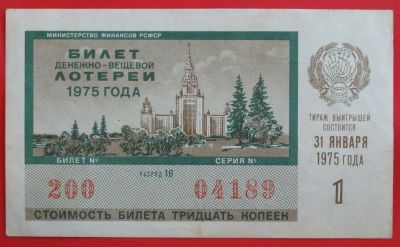 МИНИСТЕРСТВО ФИНАНСОВ РСФСР
БИЛЕТ
ДЕНЕЖНО-ВЕЩЕВОЙ
ЛОТЕРЕИ
1975 ГОДА
ТИРАЖ ВЫИГРЫШЕЙ
СОСТОИТСЯ
31 ЯНВАРЯ
1975 ГОДА
БИЛЕТ № СЕРИЯ №
РАЗРЯД 16
200 04189 1
СТОИМОСТЬ БИЛЕТА ТРИДЦАТЬ КОПЕЕК